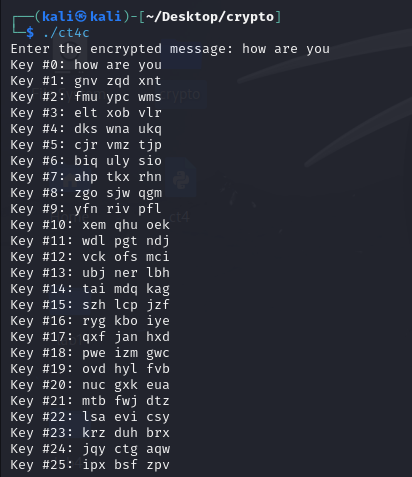 ┌──(kali㉿kali)-[~/Desktop/crypto]
└─$ ./ct4c
Enter the encrypted message: how are you
Key #0: how are you
Key #1: gnv zqd xnt
Key #2: fmu ypc wms
Key #3: elt xob vlr
Key #4: dks wna ukq
Key #5: cjr vmz tjp
Key #6: biq uly sio
Key #7: ahp tkx rhn
Key #8: zgo sjw qgm
Key #9: yfn riv pfl
Key #10: xem qhu oek
Key #11: wdl pgt ndj
Key #12: vck ofs mci
Key #13: ubj ner lbh
Key #14: tai mdq kag
Key #15: szh lcp jzf
Key #16: ryg kbo iye
Key #17: qxf jan hxd
Key #18: pwe izm gwc
Key #19: ovd hyl fvb
Key #20: nuc gxk eua
Key #21: mtb fwj dtz
Key #22: lsa evi csy
Key #23: krz duh brx
Key #24: jqy ctg aqw
Key #25: ipx bsf zpv